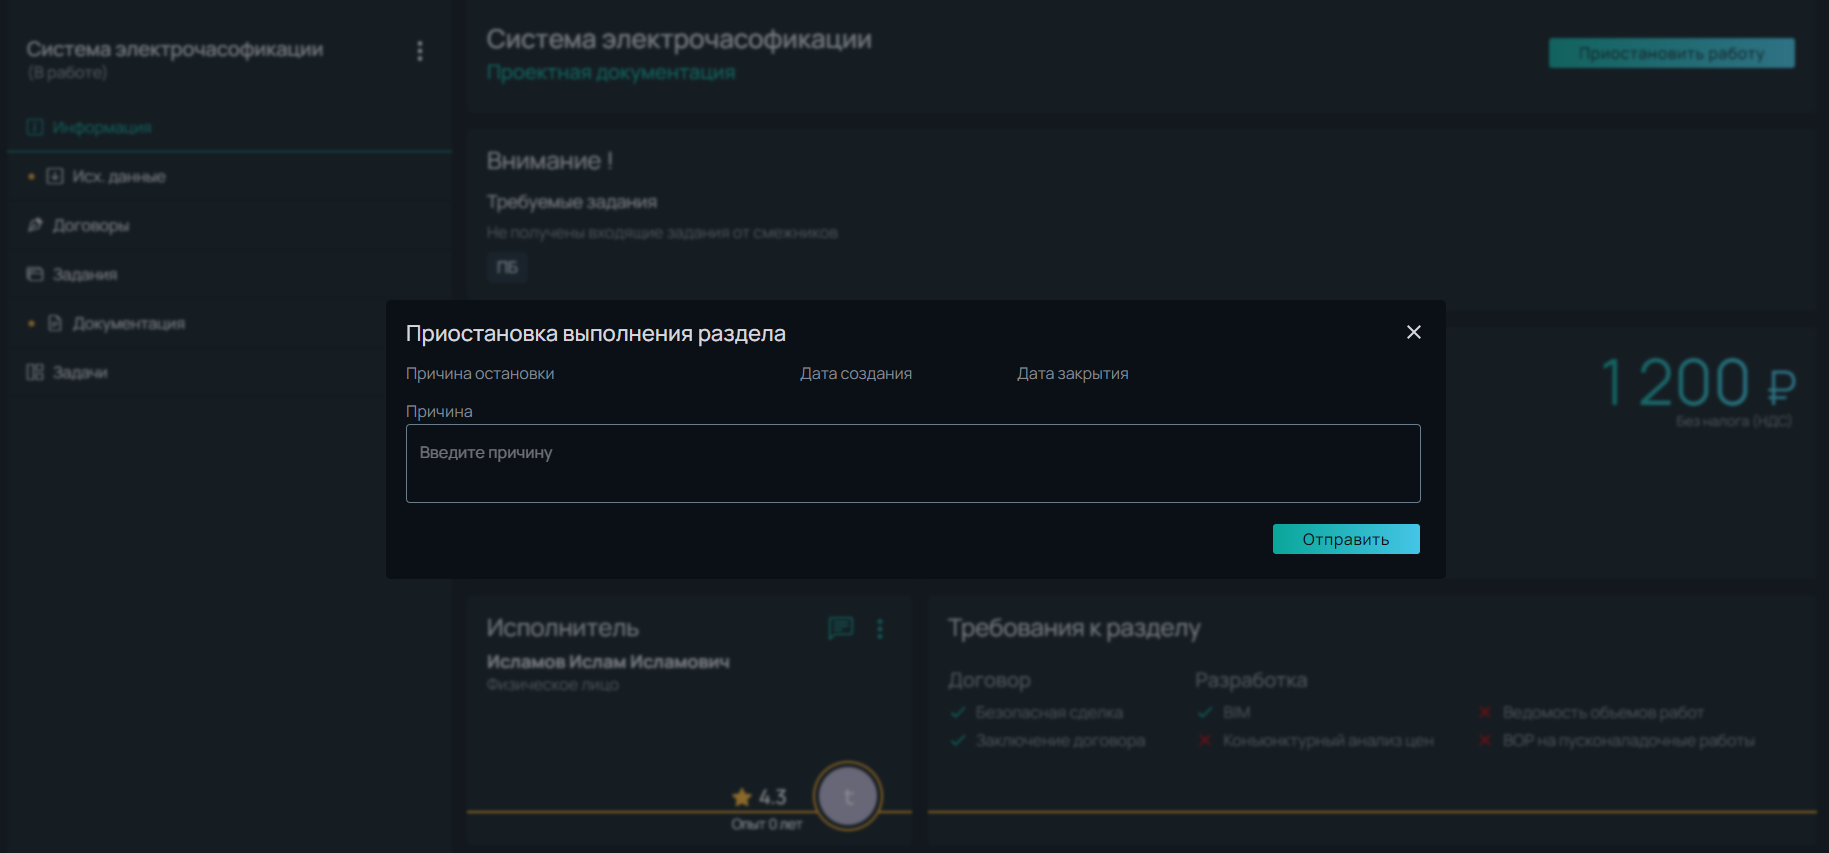 Система электрочасофикации
(В работе)
Информация
Исх. данные
Договоры
Задания
Документация
Задачи
Система электрочасофикации
Проектная документация
Приостановить работу
Внимание !
Требуемые задания
Не получены входящие задания от смежников
ПБ
Приостановка выполнения раздела
Причина остановки Дата создания Дата закрытия
Причина
Введите причину
Отправить
1 200 ₽
Без налога (НДС)
Исполнитель
Исламов Ислам Исламович
Физическое лицо
4.3
Опыт 0 лет
t
Требования к разделу
Договор Разработка
Безопасная сделка BIM Ведомость объемов работ
Заключение договора Конъюнктурный анализ цен ВОР на пусконаладочные работы